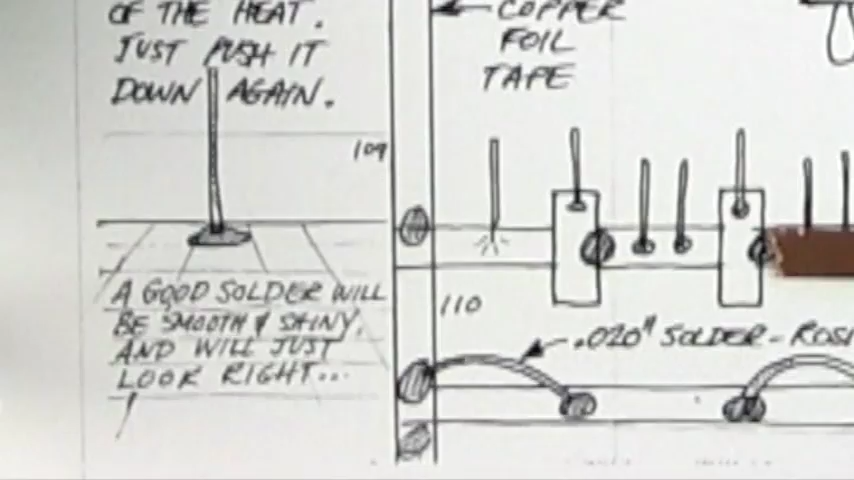 OF THE HEAT.
JUST PUSH IT
DOWN AGAIN.
COPPER
FOIL
TAPE
109
A GOOD SOLDER WILL
BE SMOOTH & SHINY,
AND WILL JUST
LOOK RIGHT...
110
.020" SOLDER - ROSI